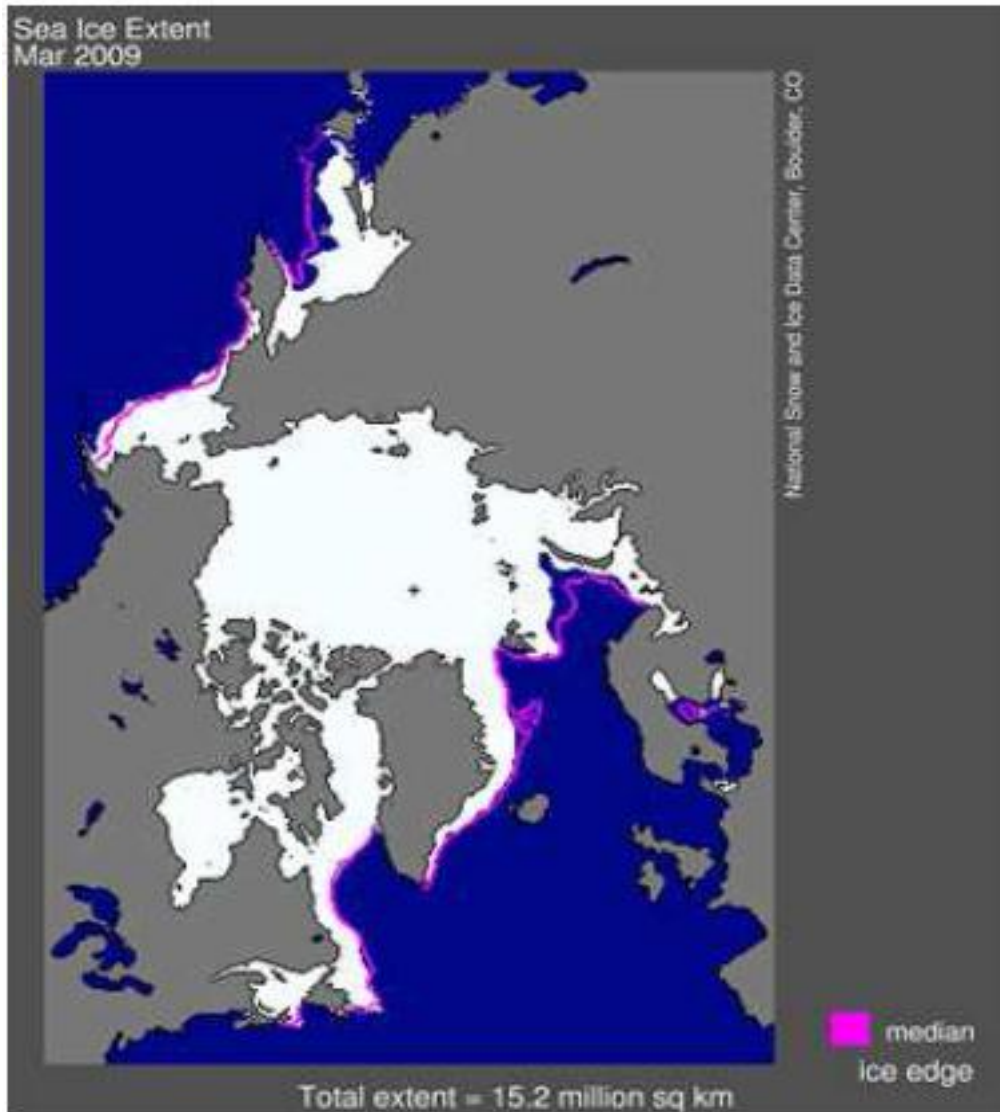 Sea Ice Extent
Mar 2009
National Snow and Ice Data Center, Boulder, CO
median
ice edge
Total extent = 15.2 million sq km